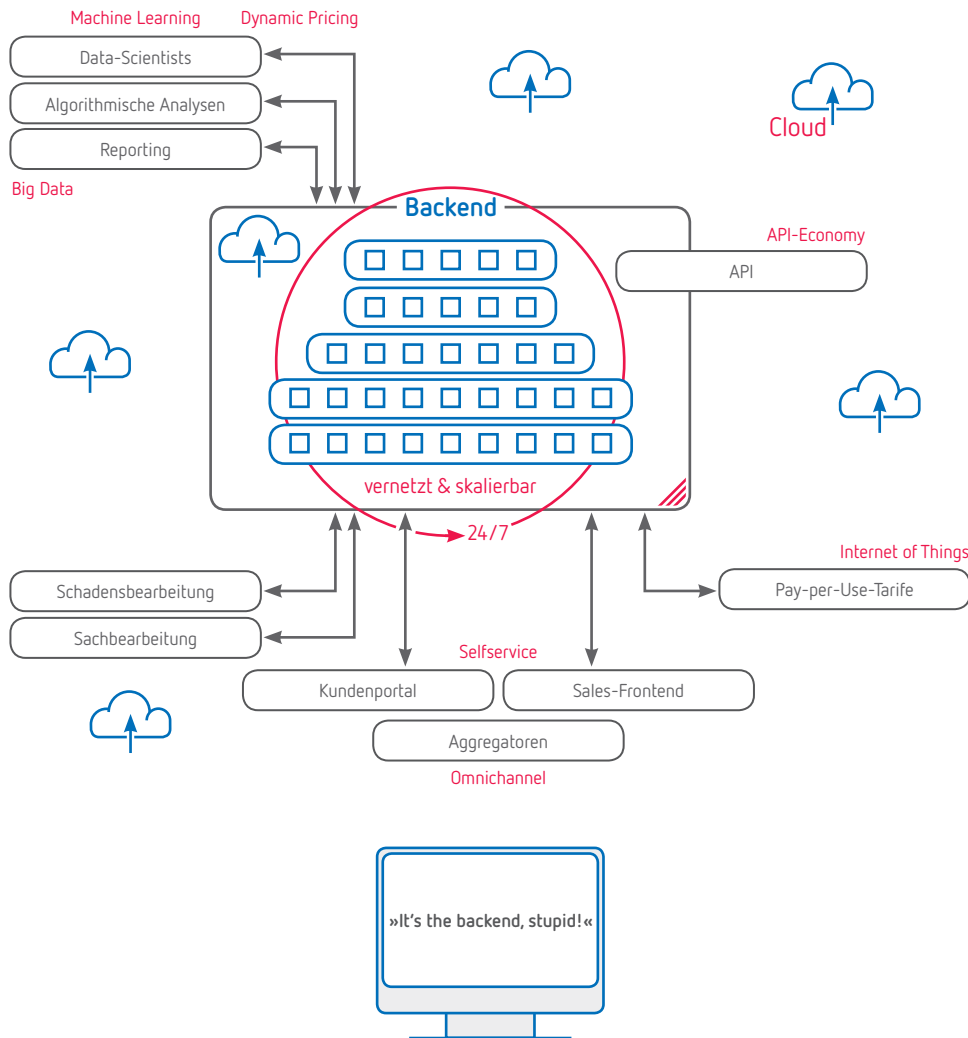 Machine Learning
Dynamic Pricing
Data-Scientists
Algorithmische Analysen
Reporting
Big Data
Cloud
Backend
API-Economy
API
vernetzt & skalierbar
24/7
Internet of Things
Schadensbearbeitung
Pay-per-Use-Tarife
Sachbearbeitung
Selfservice
Kundenportal
Sales-Frontend
Aggregatoren
Omnichannel
»It's the backend, stupid!«